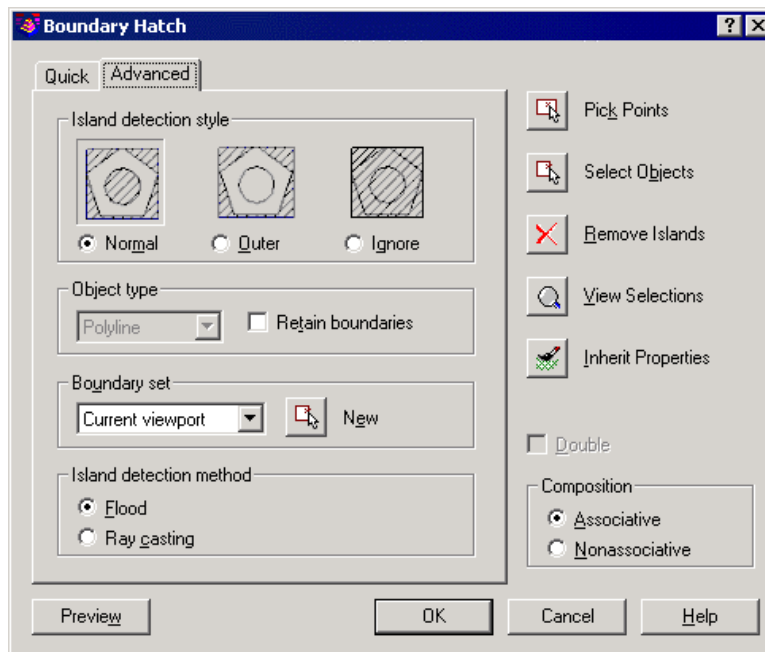 Boundary Hatch
Quick Advanced
Island detection style
Normal Outer Ignore
Object type
Polyline Retain boundaries
Boundary set
Current viewport New
Island detection method
Flood
Ray casting
Pick Points
Select Objects
Remove Islands
View Selections
Inherit Properties
Double
Composition
Associative
Nonassociative
Preview OK Cancel Help